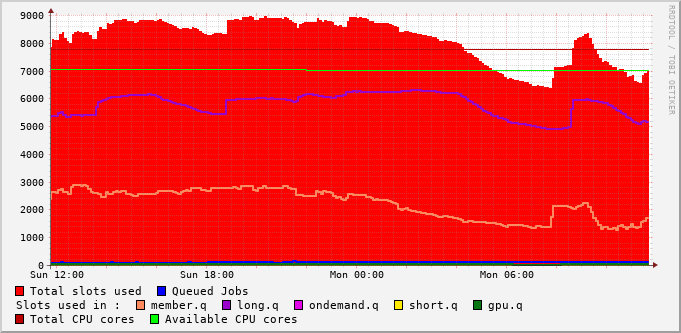 9000
8000
7000
6000
5000
4000
3000
2000
1000
0
Sun 12:00 Sun 18:00 Mon 00:00 Mon 06:00
Total slots used Queued Jobs
Slots used in : member.q long.q ondemand.q short.q gpu.q
Total CPU cores Available CPU cores
RRDTOOL / TOBI OETIKER